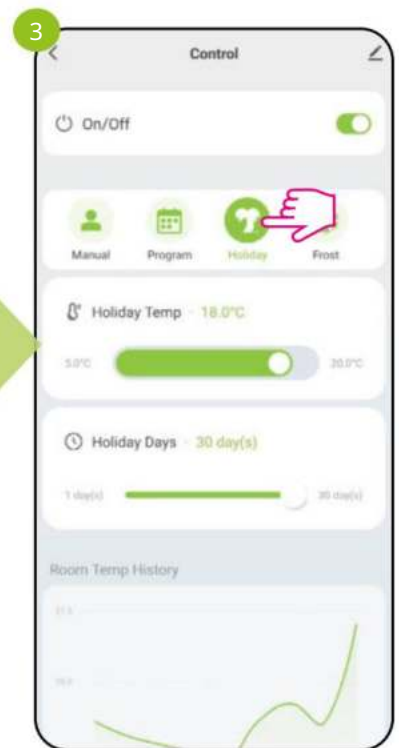 3
Control
On/Off
Manual Program Holiday Frost
Holiday Temp - 18.0°C
5.0°C 20.0°C
Holiday Days - 30 day(s)
1 day(s) 30 day(s)
Room Temp History